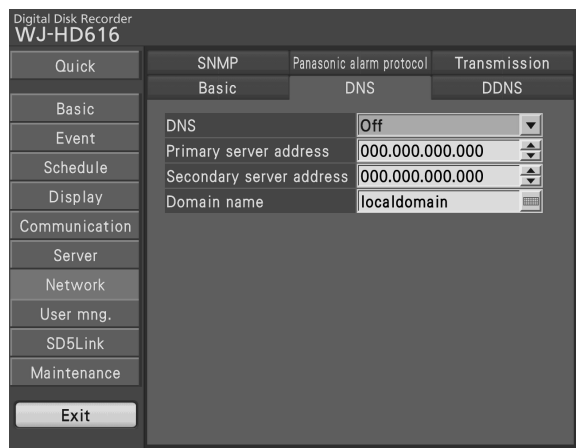 Digital Disk Recorder
WJ-HD616
Quick
Basic
Event
Schedule
Display
Communication
Server
Network
User mng.
SD5Link
Maintenance
Exit
SNMP Panasonic alarm protocol Transmission
Basic DNS DDNS
DNS Off
Primary server address 000.000.000.000
Secondary server address 000.000.000.000
Domain name localdomain